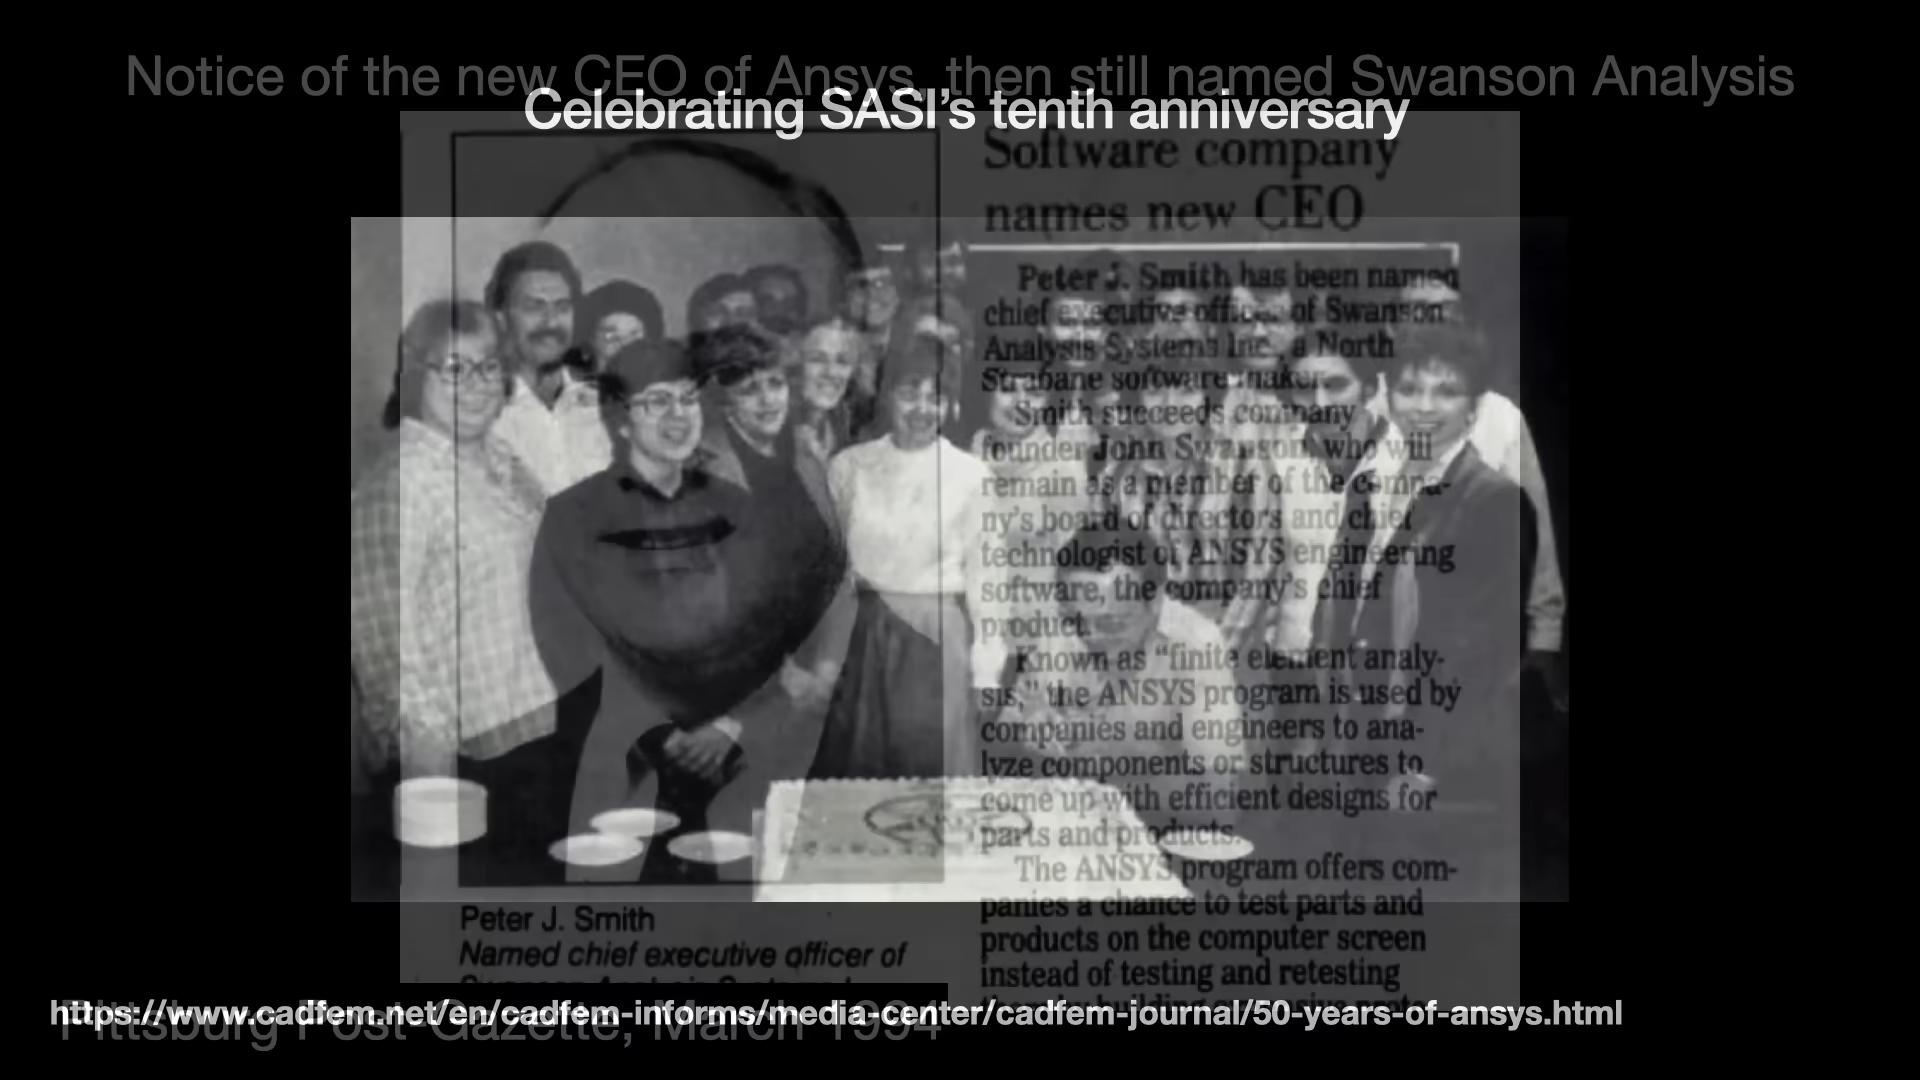 Notice of the new CEO of Ansys, then still named Swanson Analysis
Celebrating SASI's tenth anniversary
Software company
names new CEO
Peter J. Smith has been named
chief executive officer of Swanson
Analysis Systems Inc., a North
Strabane software maker.
Smith succeeds company
founder John Swanson, who will
remain as a member of the compa-
ny's board of directors and chief
technologist of ANSYS engineering
software, the company's chief
product.
Known as "finite element analy-
sis," the ANSYS program is used by
companies and engineers to ana-
lyze components or structures to
come up with efficient designs for
parts and products.
The ANSYS program offers com-
panies a chance to test parts and
products on the computer screen
instead of testing and retesting
Peter J. Smith
Named chief executive officer of
https://www.cadfem.net/en/cadfem-informs/media-center/cadfem-journal/50-years-of-ansys.html
Pittsburg Post-Gazette, March 1994